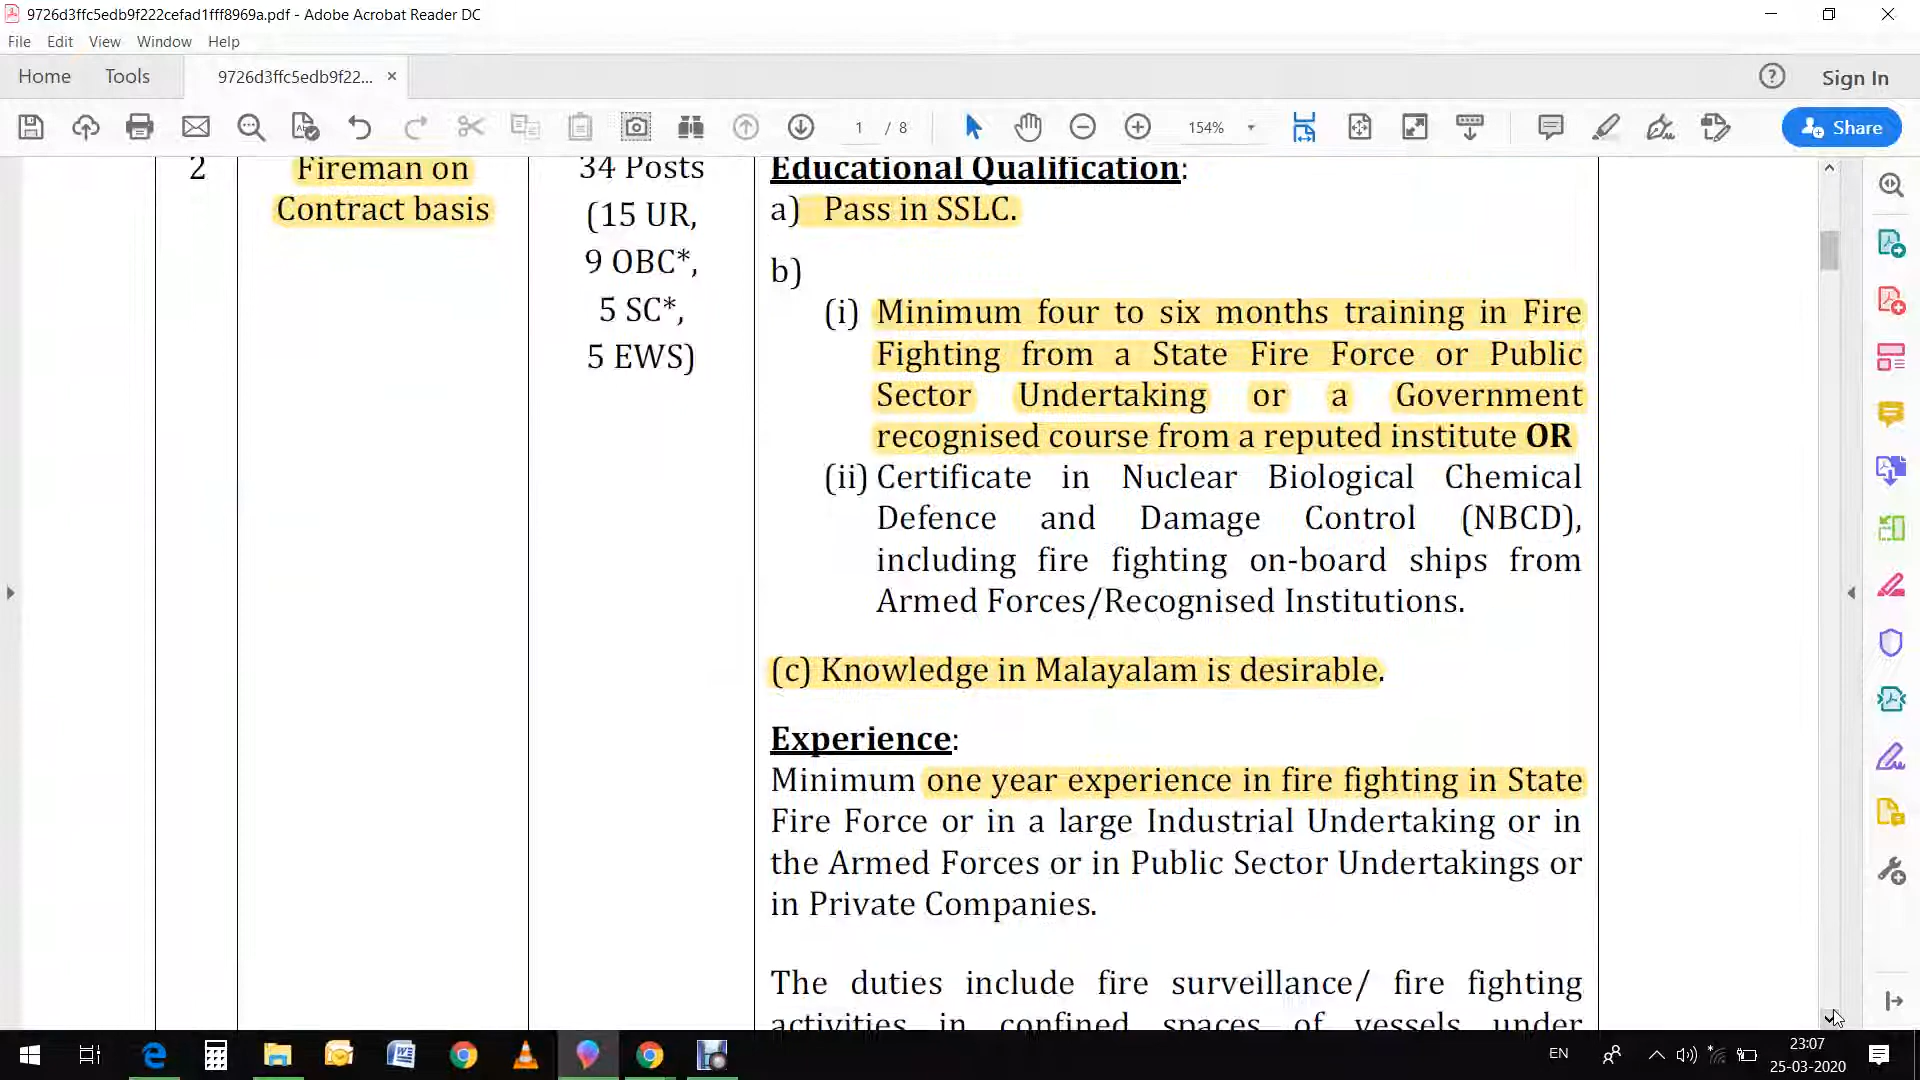 9726d3ffc5edb9f222cefad1fff8969a.pdf - Adobe Acrobat Reader DC
File Edit View Window Help
Home Tools 9726d3ffc5edb9f22... × Sign In
1 / 8 154% Share
2 Fireman on
Contract basis
34 Posts
(15 UR,
9 OBC*,
5 SC*,
5 EWS)
Educational Qualification:
a) Pass in SSLC.
b)
(i) Minimum four to six months training in Fire
Fighting from a State Fire Force or Public
Sector Undertaking or a Government
recognised course from a reputed institute OR
(ii) Certificate in Nuclear Biological Chemical
Defence and Damage Control (NBCD),
including fire fighting on-board ships from
Armed Forces/Recognised Institutions.
(c) Knowledge in Malayalam is desirable.
Experience:
Minimum one year experience in fire fighting in State
Fire Force or in a large Industrial Undertaking or in
the Armed Forces or in Public Sector Undertakings or
in Private Companies.
The duties include fire surveillance/ fire fighting
activities in confined spaces of vessels under
EN
23:07
25-03-2020